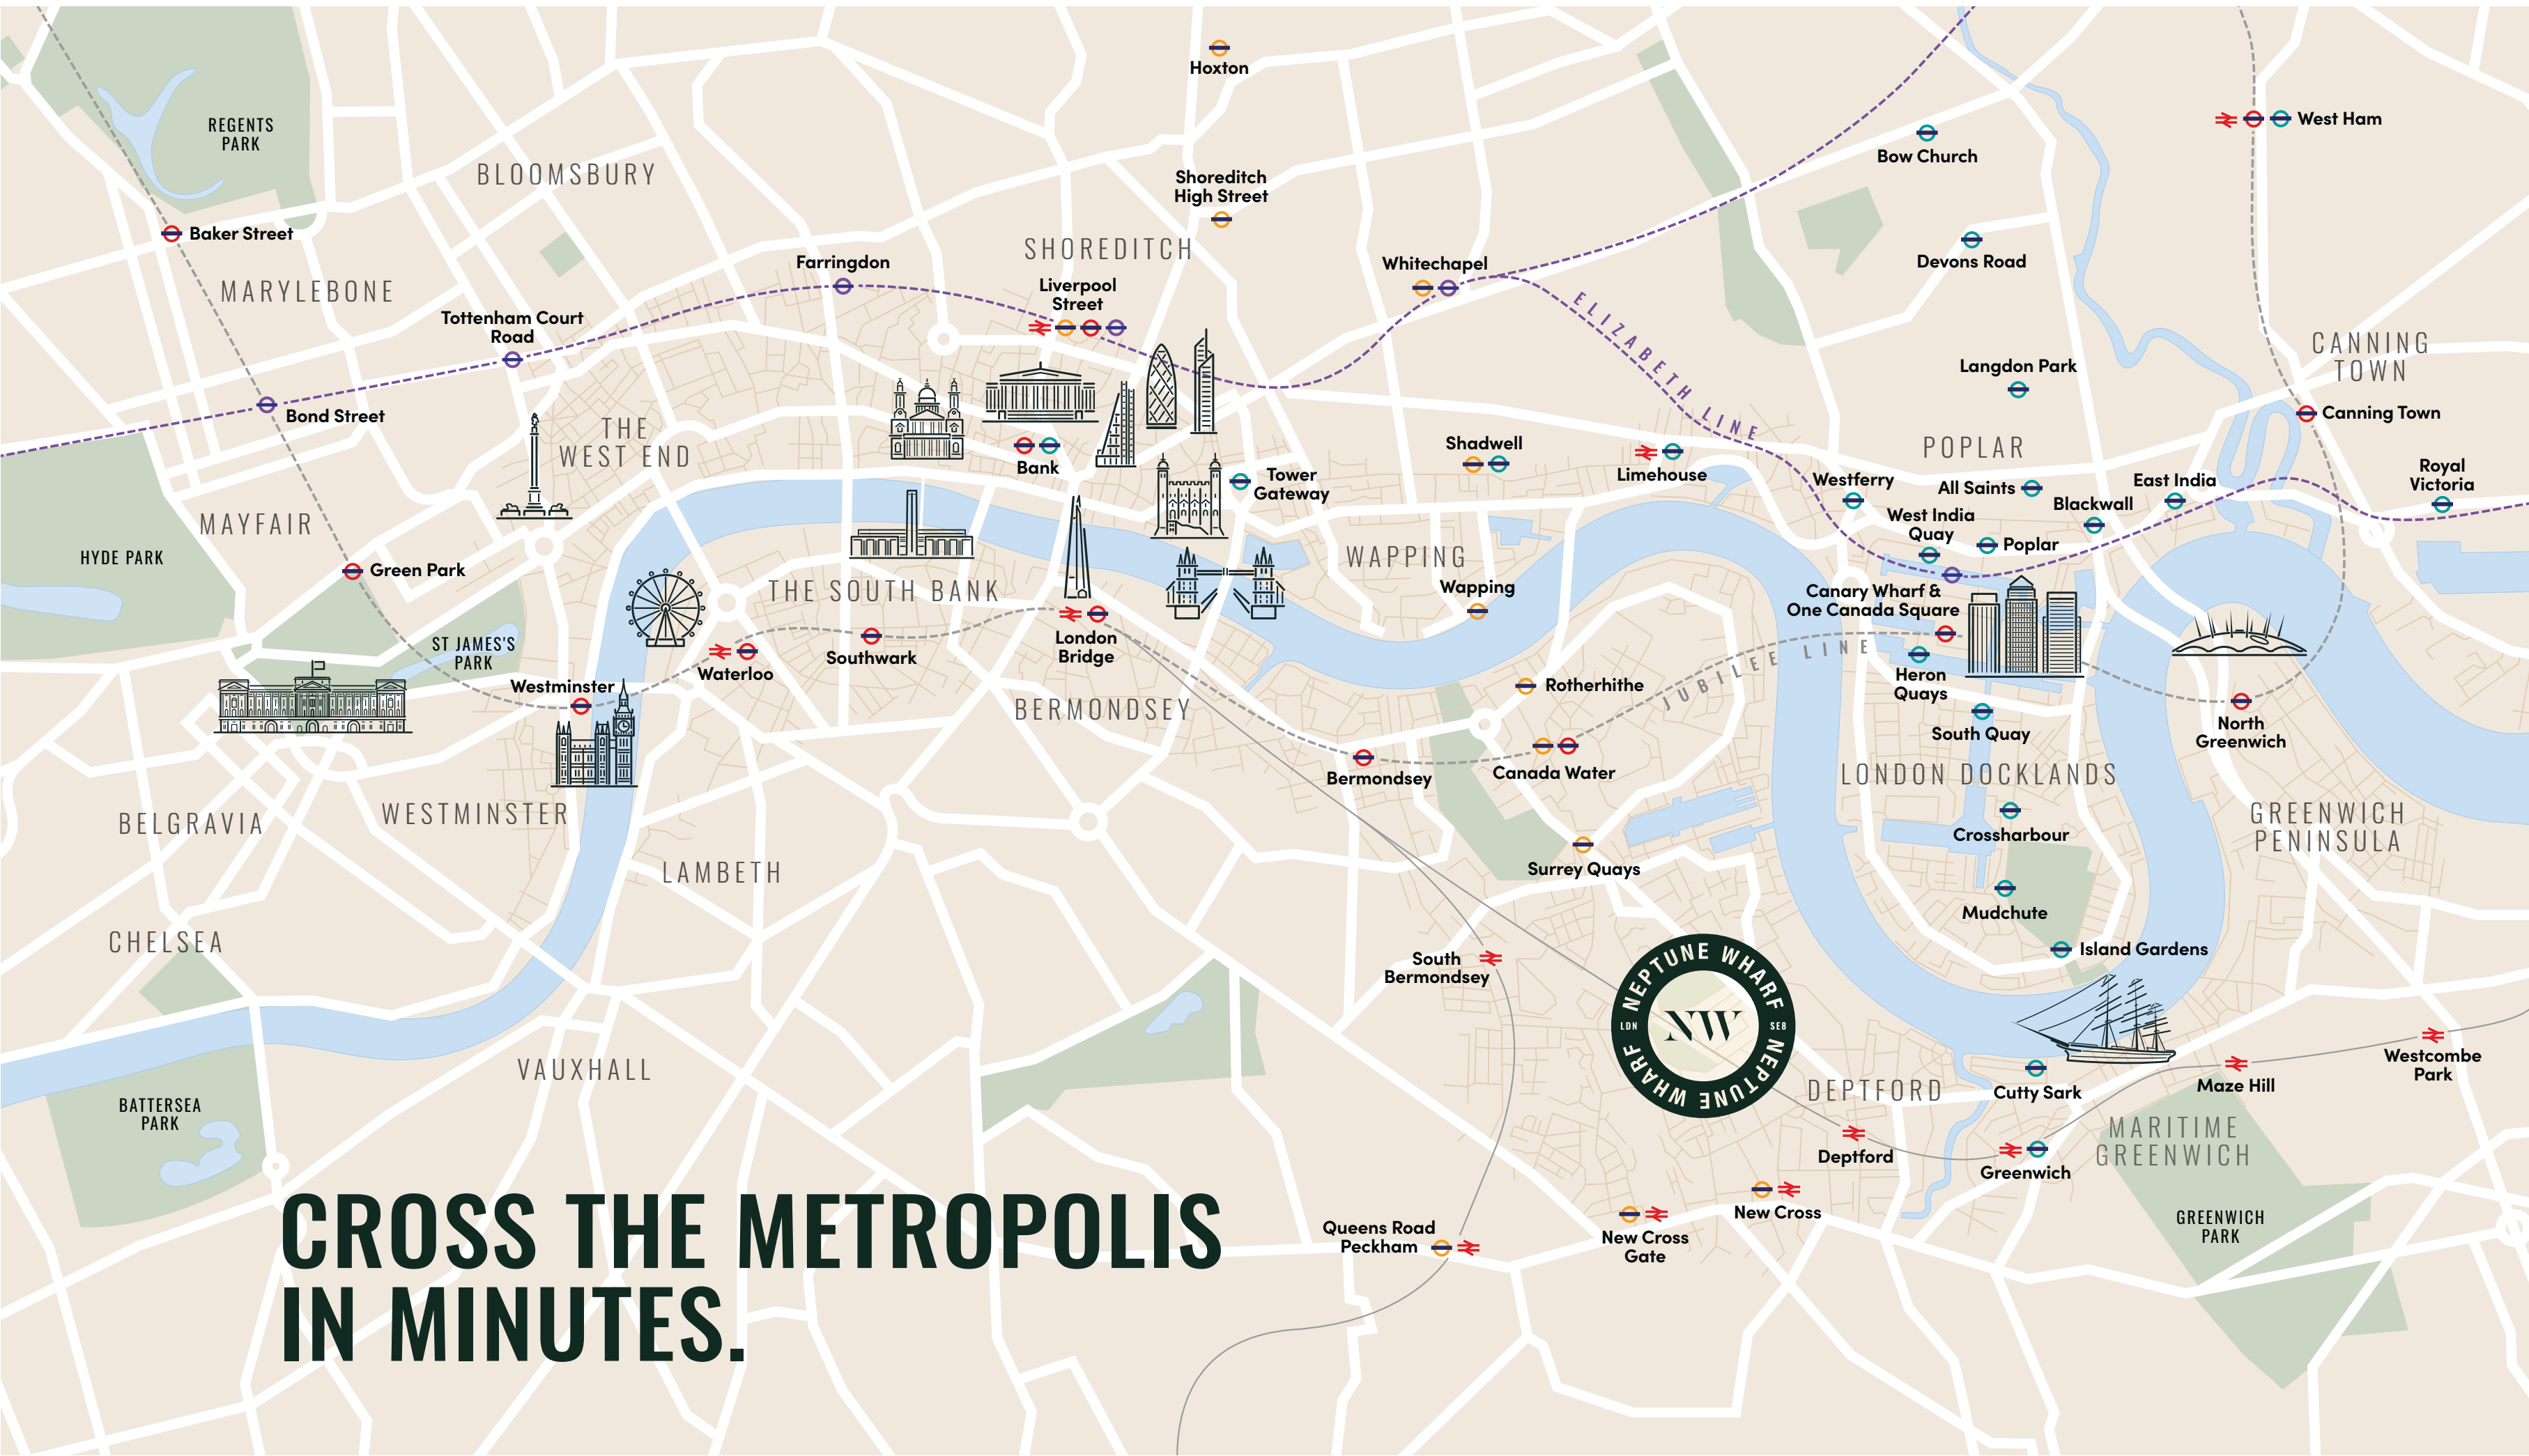 Hoxton
West Ham
REGENTS
PARK
Bow Church
BLOOMSBURY
Shoreditch
High Street
Baker Street
SHOREDITCH
Devons Road
Farringdon
Whitechapel
MARYLEBONE
Liverpool
Street
Tottenham Court
Road
ELIZABETH LINE
CANNING
TOWN
Langdon Park
Bond Street
Canning Town
THE
WEST END
Bank
Shadwell
Limehouse
POPLAR
Tower
Gateway
Westferry
All Saints
East India
Royal
Victoria
Blackwall
MAYFAIR
West India
Quay
Poplar
HYDE PARK
WAPPING
Green Park
THE SOUTH BANK
Wapping
Canary Wharf &
One Canada Square
ST JAMES'S
PARK
London
Bridge
Southwark
Waterloo
JUBILEE LINE
Heron
Quays
Westminster
Rotherhithe
BERMONDSEY
South Quay
North
Greenwich
Bermondsey
Canada Water
LONDON DOCKLANDS
BELGRAVIA
WESTMINSTER
GREENWICH
PENINSULA
Crossharbour
LAMBETH
Surrey Quays
Mudchute
CHELSEA
Island Gardens
South
Bermondsey
NEPTUNE WHARF
LDN
NW
SE8
NEPTUNE WHARF
VAUXHALL
Westcombe
Park
Maze Hill
DEPTFORD
Cutty Sark
BATTERSEA
PARK
MARITIME
GREENWICH
Deptford
Greenwich
New Cross
GREENWICH
PARK
Queens Road
Peckham
New Cross
Gate
CROSS THE METROPOLIS
IN MINUTES.